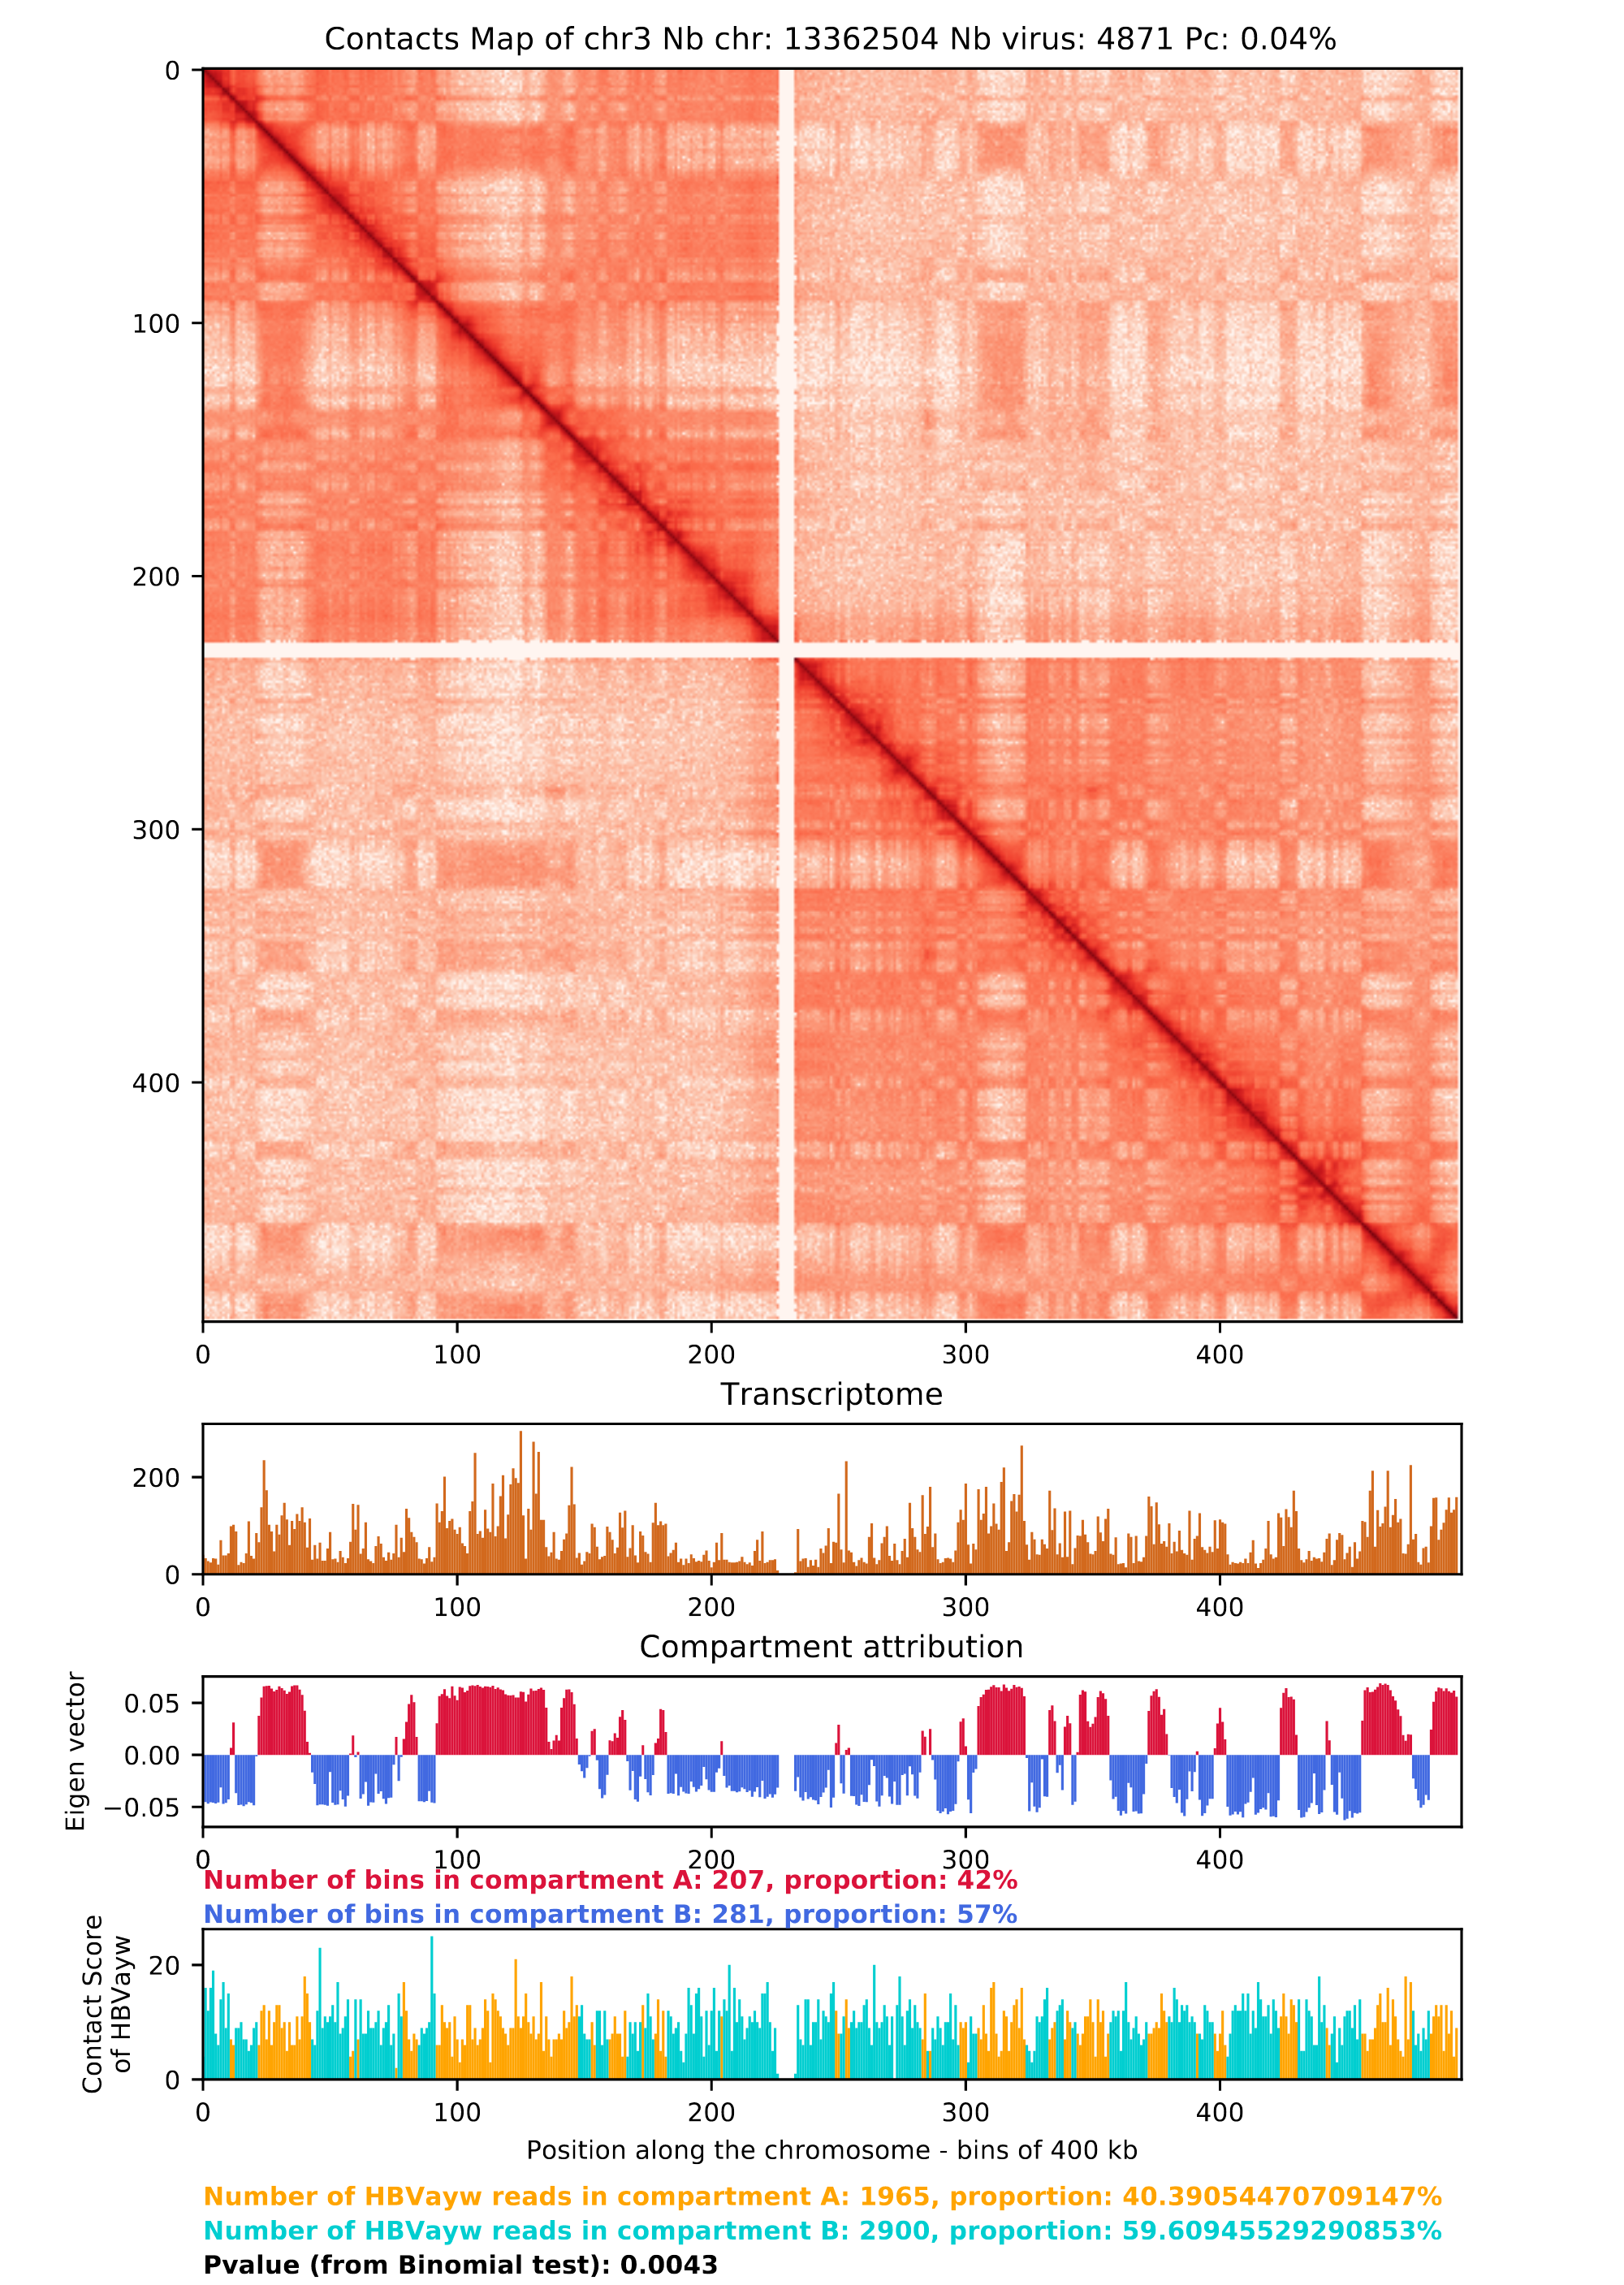 Contacts Map of chr3 Nb chr: 13362504 Nb virus: 4871 Pc: 0.04%
0
100
200
300
400
0 100 200 300 400
Transcriptome
200
0
0 100 200 300 400
Compartment attribution
Eigen vector
0.05
0.00
−0.05
0 100 200 300 400
Number of bins in compartment A: 207, proportion: 42%
Number of bins in compartment B: 281, proportion: 57%
Contact Score
of HBVayw
20
0
0 100 200 300 400
Position along the chromosome - bins of 400 kb
Number of HBVayw reads in compartment A: 1965, proportion: 40.39054470709147%
Number of HBVayw reads in compartment B: 2900, proportion: 59.60945529290853%
Pvalue (from Binomial test): 0.0043